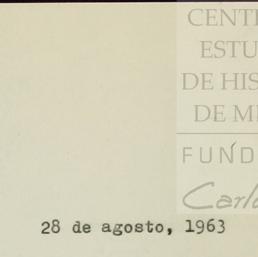 CENT
ESTU
DE HIS
DE M
FUND
Carl
28 de agosto, 1963